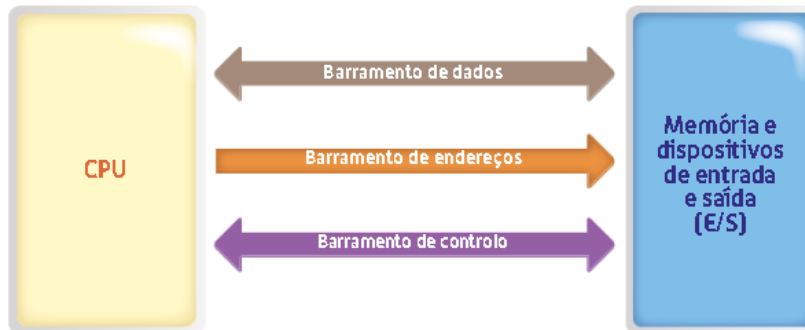 CPU
Barramento de dados
Barramento de endereços
Barramento de controlo
Memória e
dispositivos
de entrada
e saída
(E/S)